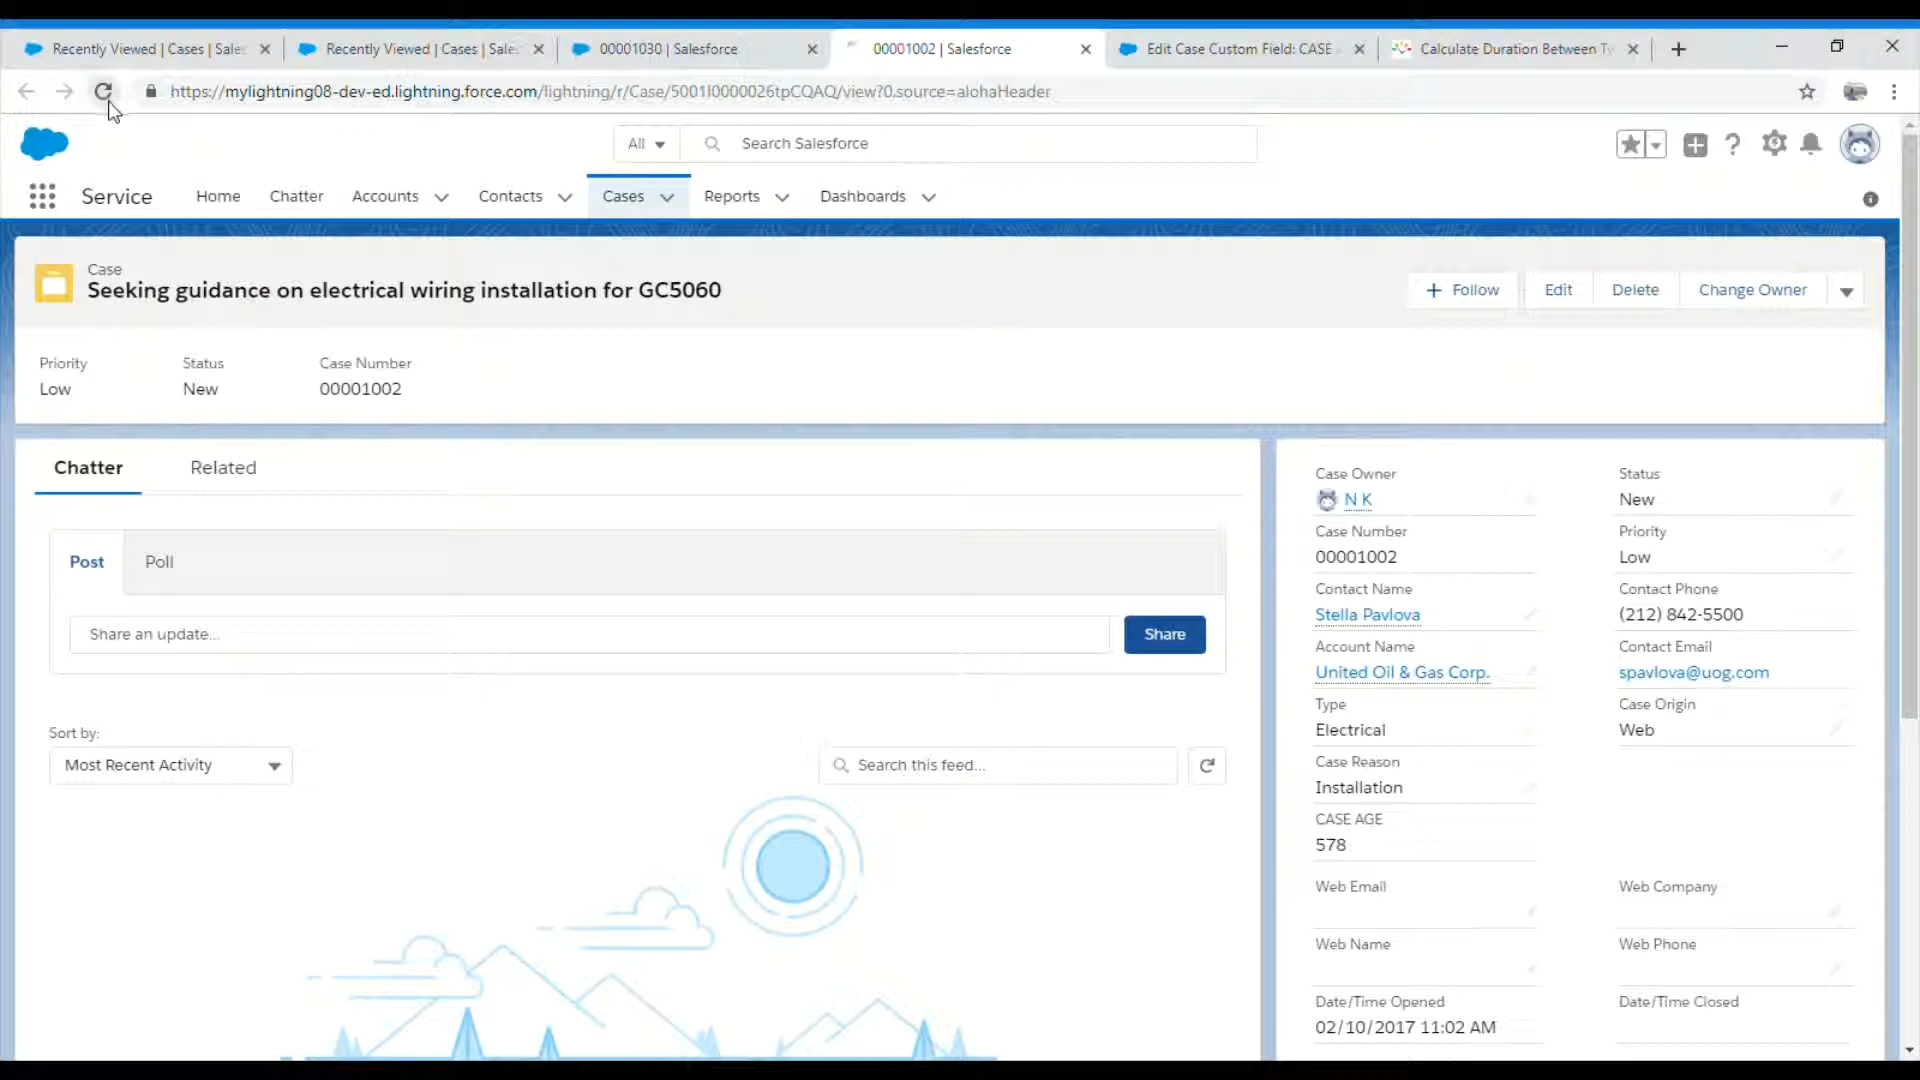 Recently Viewed | Cases | Sales
Recently Viewed | Cases | Sale
00001030 | Salesforce
00001002 | Salesforce
Edit Case Custom Field: CASE
Calculate Duration Between Tw
https://mylightning08-dev-ed.lightning.force.com/lightning/r/Case/5001I0000026tpCQAQ/view?0.source=alohaHeader
All
Search Salesforce
Service
Home
Chatter
Accounts
Contacts
Cases
Reports
Dashboards
Case
Seeking guidance on electrical wiring installation for GC5060
+ Follow
Edit
Delete
Change Owner
Priority
Status
Case Number
Low
New
00001002
Chatter
Related
Post
Poll
Share an update...
Share
Sort by:
Most Recent Activity
Search this feed...
Case Owner
N K
Status
New
Case Number
00001002
Priority
Low
Contact Name
Stella Pavlova
Contact Phone
(212) 842-5500
Account Name
United Oil & Gas Corp.
Contact Email
spavlova@uog.com
Type
Electrical
Case Origin
Web
Case Reason
Installation
CASE AGE
578
Web Email
Web Company
Web Name
Web Phone
Date/Time Opened
02/10/2017 11:02 AM
Date/Time Closed